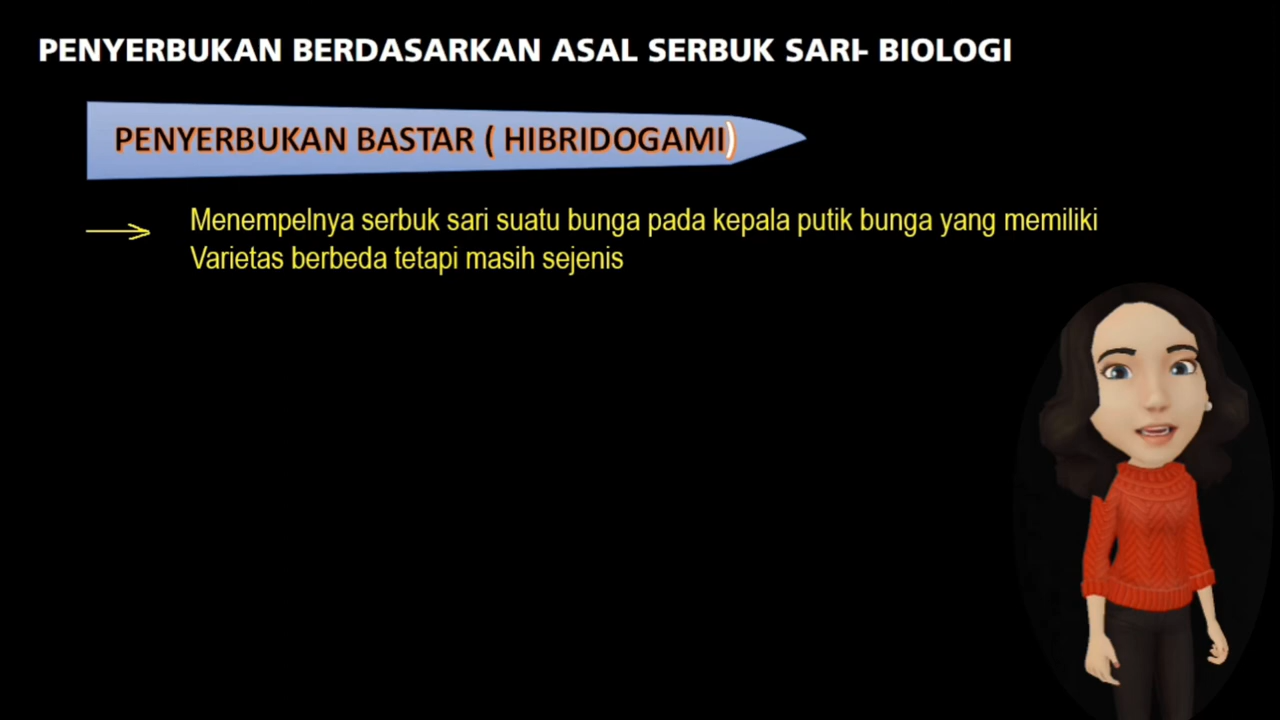 PENYERBUKAN BERDASARKAN ASAL SERBUK SARI- BIOLOGI
PENYERBUKAN BASTAR ( HIBRIDOGAMI)
Menempelnya serbuk sari suatu bunga pada kepala putik bunga yang memiliki
Varietas berbeda tetapi masih sejenis